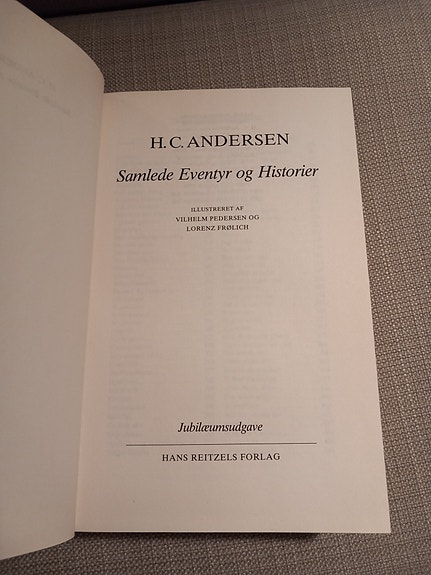 H. C. ANDERSEN
Samlede Eventyr og Historier
ILLUSTRERET AF
VILHELM PEDERSEN OG
LORENZ FRØLICH
Jubilæumsudgave
HANS REITZELS FORLAG